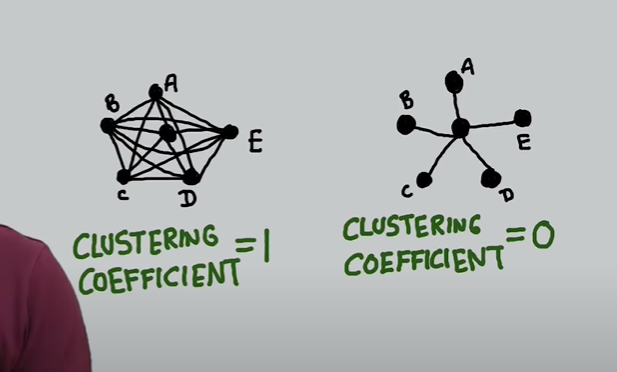 A
B
E
C
D
CLUSTERING
COEFFICIENT = 1
A
B
E
C
D
CLUSTERING
COEFFICIENT = 0